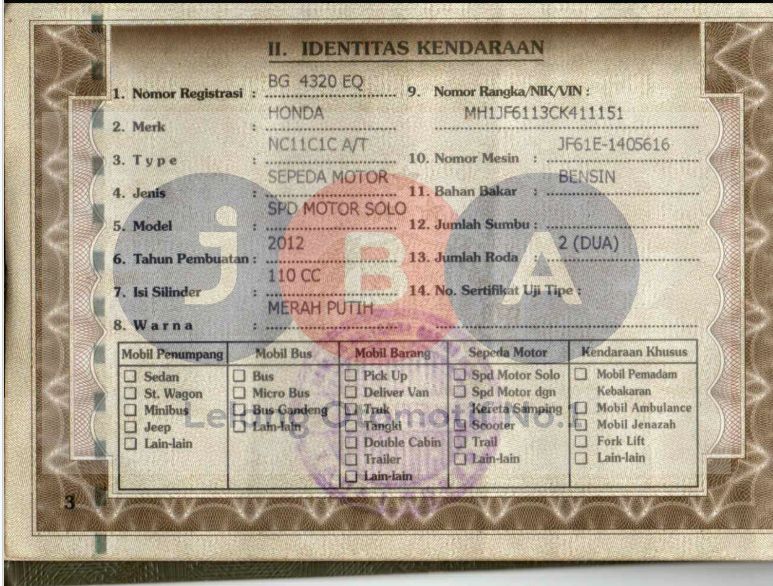 II. IDENTITAS KENDARAAN
1. Nomor Registrasi : BG 4320 EQ
2. Merk : HONDA
3. Type : NC11C1C A/T
4. Jenis : SEPEDA MOTOR
5. Model : SPD MOTOR SOLO
6. Tahun Pembuatan : 2012
7. Isi Silinder : 110 CC
8. Warna : MERAH PUTIH
9. Nomor Rangka/NIK/VIN :
MH1JF6113CK411151
10. Nomor Mesin : JF61E-1405616
11. Bahan Bakar : BENSIN
12. Jumlah Sumbu :
13. Jumlah Roda : 2 (DUA)
14. No. Sertifikat Uji Tipe :
JBA
Lelang Otomotif No.1
Mobil Penumpang
Sedan
St. Wagon
Minibus
Jeep
Lain-lain
Mobil Bus
Bus
Micro Bus
Bus Gandeng
Lain-lain
Mobil Barang
Pick Up
Deliver Van
Truk
Tangki
Double Cabin
Trailer
Lain-lain
Sepeda Motor
Spd Motor Solo
Spd Motor dgn
Kereta Samping
Scooter
Trail
Lain-lain
Kendaraan Khusus
Mobil Pemadam
Kebakaran
Mobil Ambulance
Mobil Jenazah
Fork Lift
Lain-lain
3